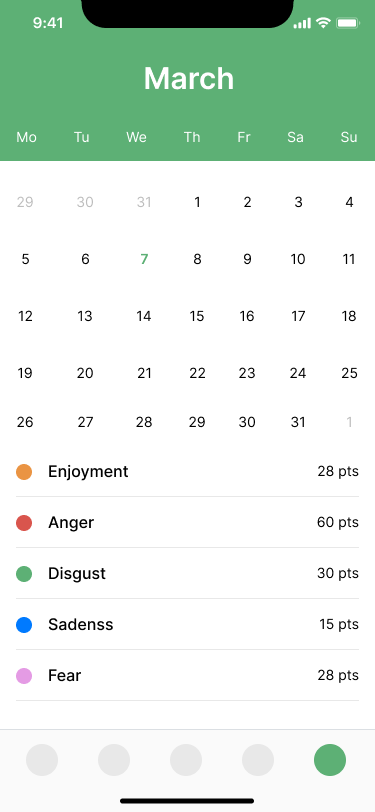 9:41
March
Mo Tu We Th Fr Sa Su
29 30 31 1 2 3 4
5 6 7 8 9 10 11
12 13 14 15 16 17 18
19 20 21 22 23 24 25
26 27 28 29 30 31 1
Enjoyment 28 pts
Anger 60 pts
Disgust 30 pts
Sadenss 15 pts
Fear 28 pts